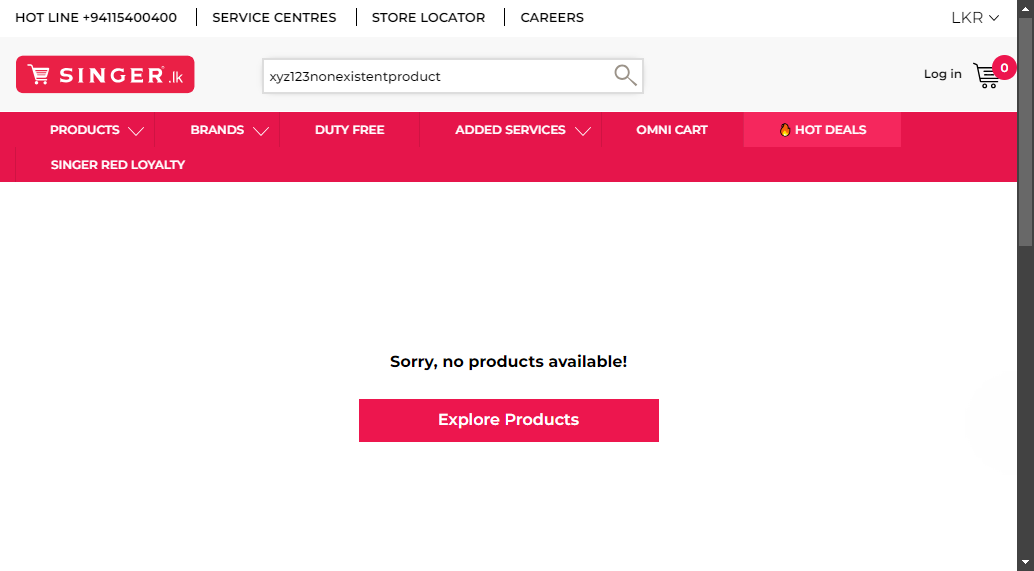 HOT LINE +94115400400 SERVICE CENTRES STORE LOCATOR CAREERS LKR
SINGER.lk xyz123nonexistentproduct Log in 0
PRODUCTS BRANDS DUTY FREE ADDED SERVICES OMNI CART HOT DEALS
SINGER RED LOYALTY
Sorry, no products available!
Explore Products